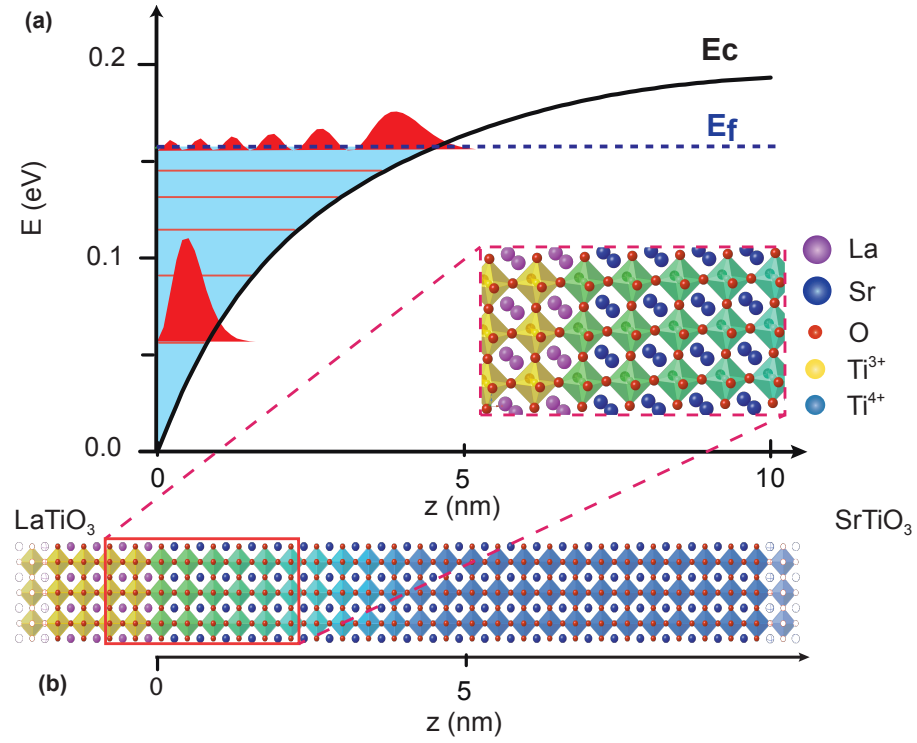 (a)
0.2
Ec
Ef
E (eV)
0.1
La
Sr
O
Ti³⁺
Ti⁴⁺
0.0
0
5
10
z (nm)
LaTiO₃
SrTiO₃
(b)
0
5
z (nm)